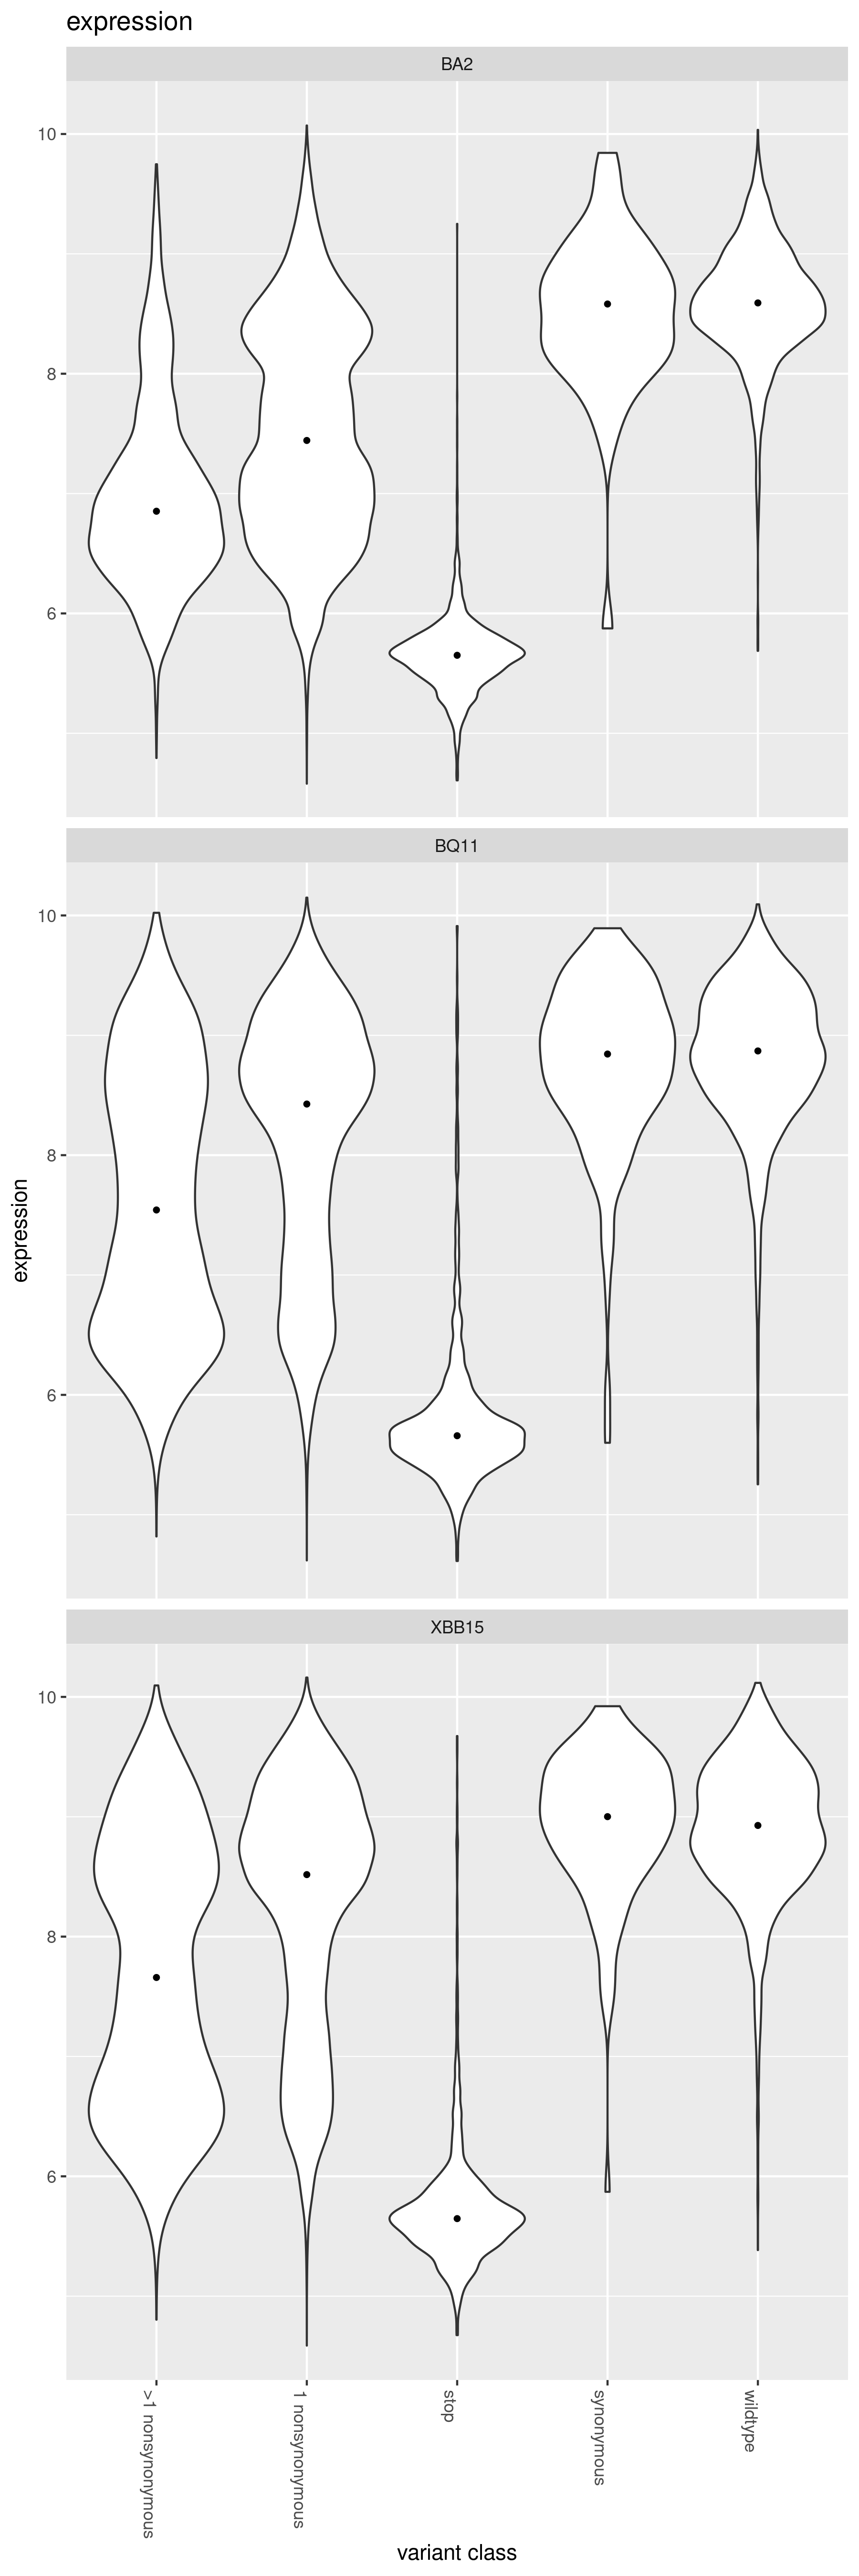 expression
BA2
10
8
6
BQ11
10
8
6
XBB15
10
8
6
expression
>1 nonsynonymous
1 nonsynonymous
stop
synonymous
wildtype
variant class